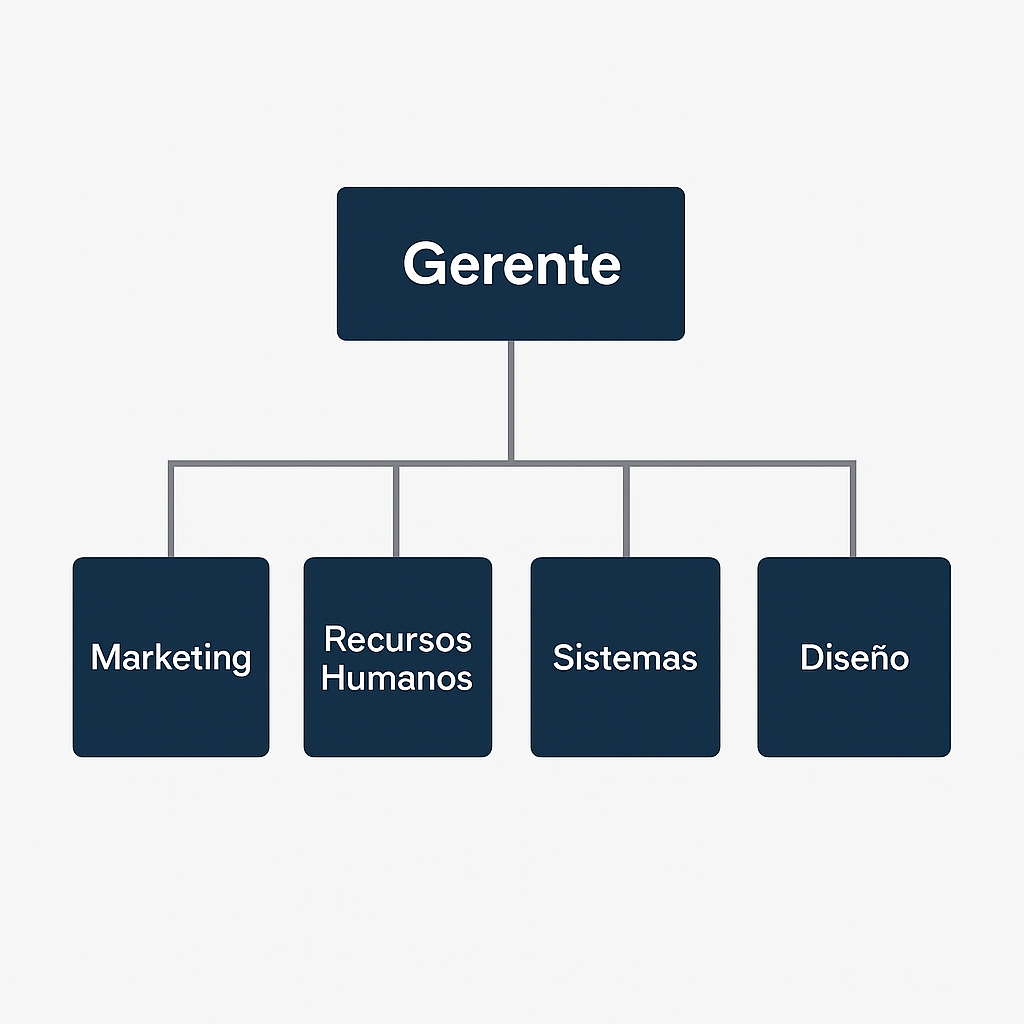 Gerente
Marketing
Recursos
Humanos
Sistemas
Diseño